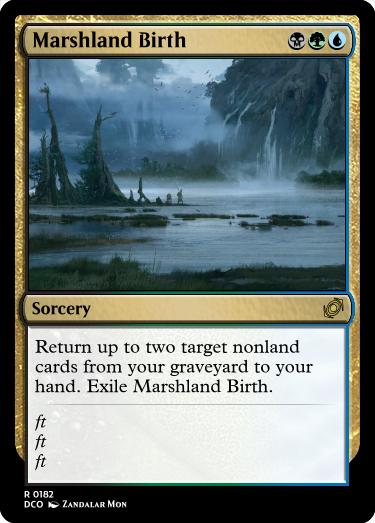 Marshland Birth
Sorcery
Return up to two target nonland
cards from your graveyard to your
hand. Exile Marshland Birth.
ft
ft
ft
R 0182
DCO Zandalar Mon